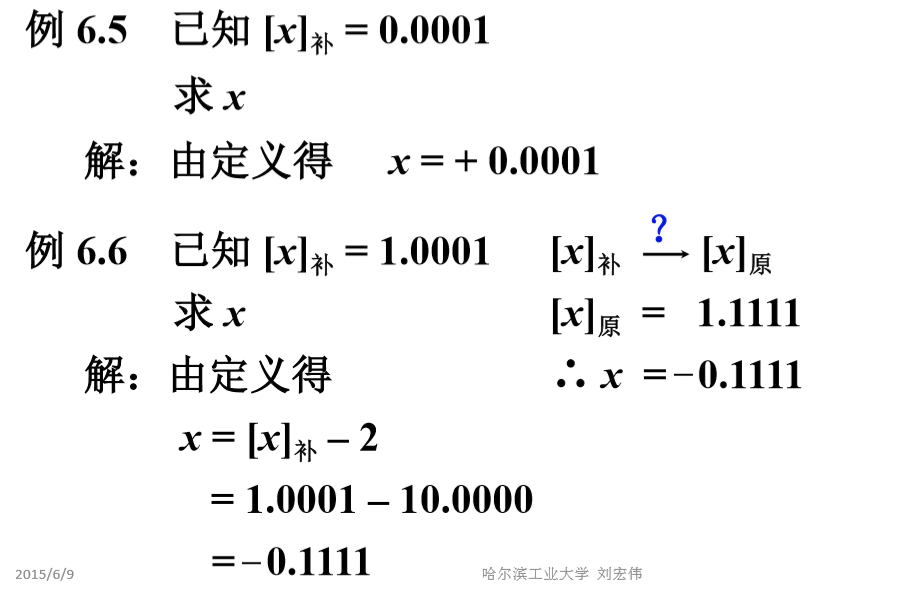 例 6.5 已知 [x]补 = 0.0001
求 x
解： 由定义得 x = + 0.0001
例 6.6 已知 [x]补 = 1.0001
求 x
解： 由定义得
x = [x]补 – 2
= 1.0001 – 10.0000
= – 0.1111
?
[x]补 → [x]原
[x]原 = 1.1111
∴ x = – 0.1111
2015/6/9
哈尔滨工业大学 刘宏伟